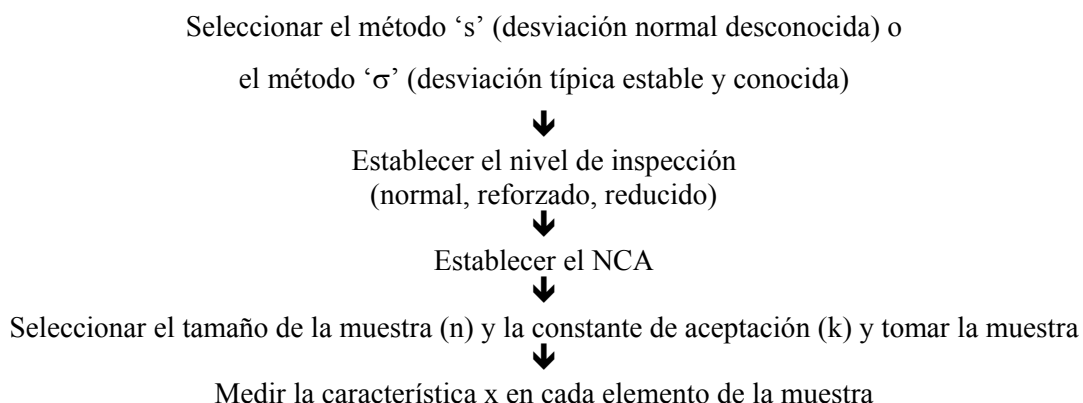 Seleccionar el método ‘s’ (desviación normal desconocida) o
el método ‘σ’ (desviación típica estable y conocida)
🡻
Establecer el nivel de inspección
(normal, reforzado, reducido)
🡻
Establecer el NCA
🡻
Seleccionar el tamaño de la muestra (n) y la constante de aceptación (k) y tomar la muestra
🡻
Medir la característica x en cada elemento de la muestra